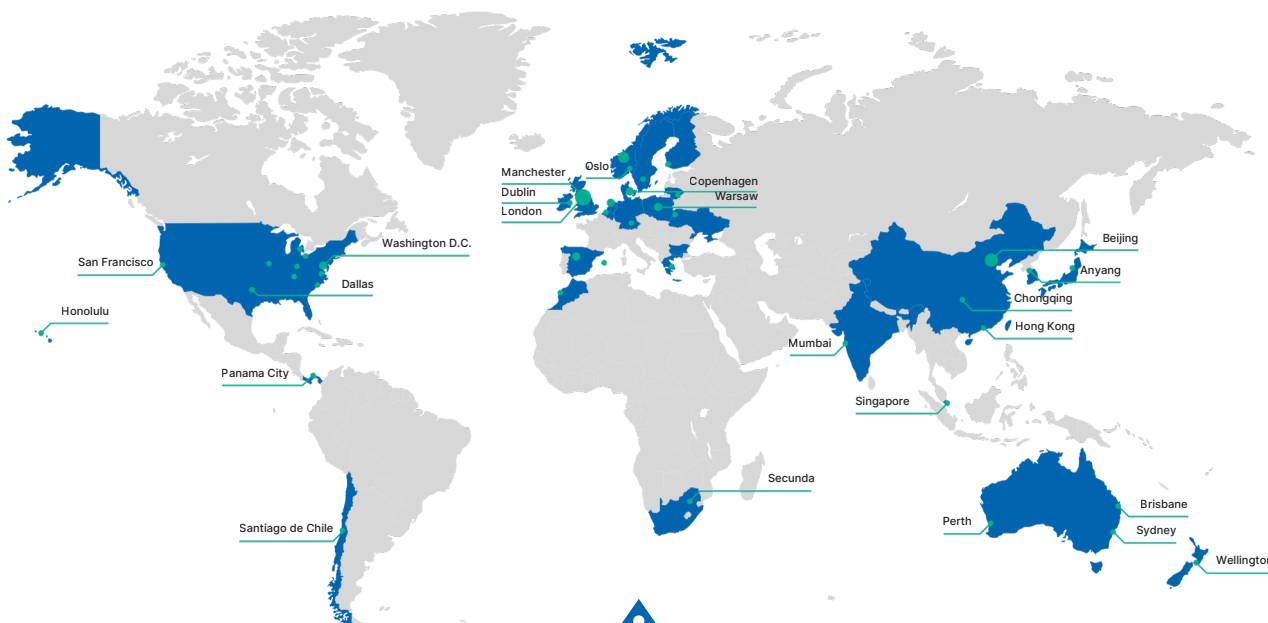 Oslo
Manchester
Copenhagen
Dublin
Warsaw
London
Beijing
Washington D.C.
San Francisco
Anyang
Dallas
Chongqing
Honolulu
Hong Kong
Mumbai
Panama City
Singapore
Secunda
Brisbane
Perth
Santiago de Chile
Sydney
Wellington